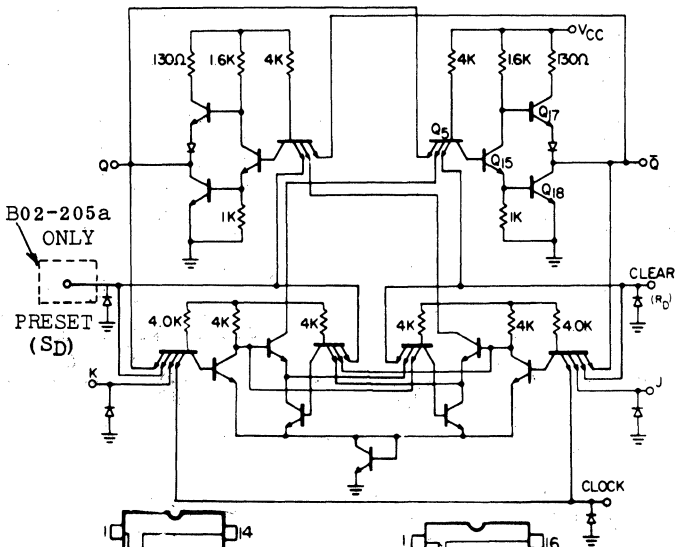 130Ω 1.6K 4K
4K 1.6K 130Ω
VCC
Q5
Q17
Q
Q15
Q̄
Q18
1K
1K
B02-205a
ONLY
PRESET
(SD)
CLEAR
(RD)
4.0K 4K 4K
4K 4K 4.0K
K
J
CLOCK
1 14
1 16